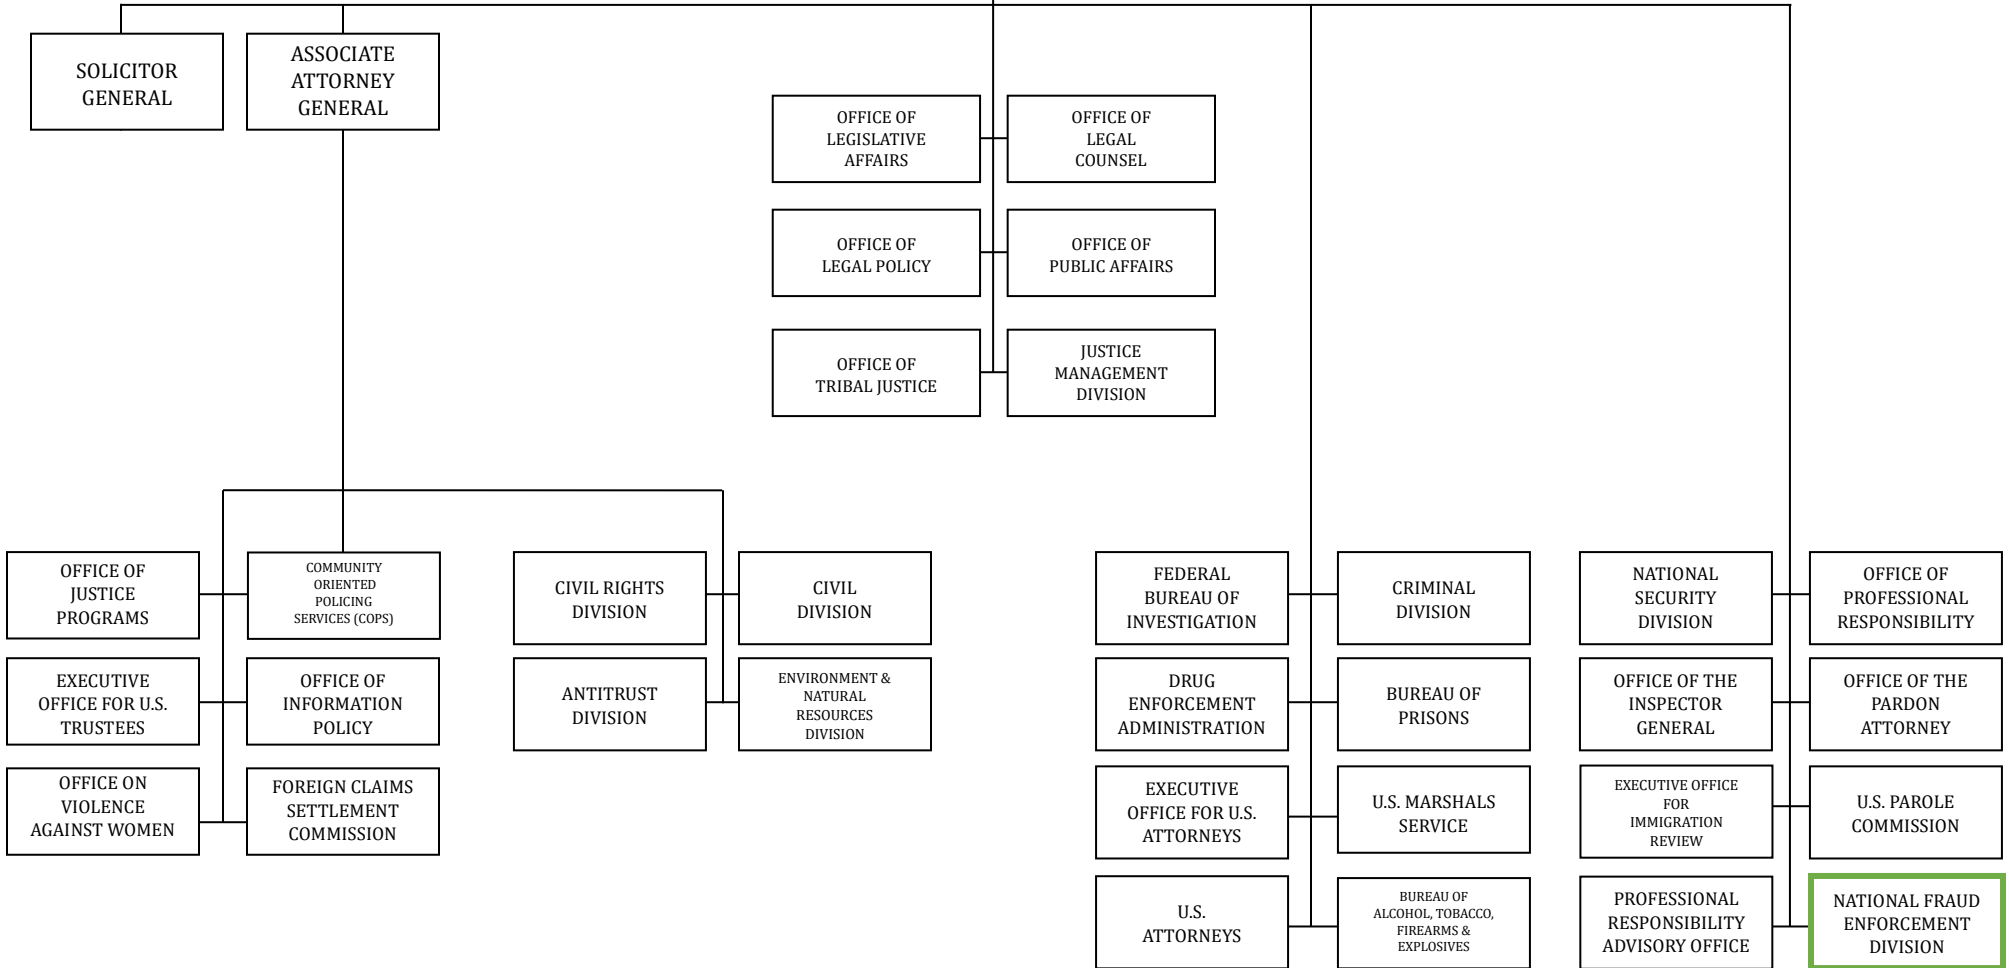 SOLICITOR
GENERAL
ASSOCIATE
ATTORNEY
GENERAL
OFFICE OF
LEGISLATIVE
AFFAIRS
OFFICE OF
LEGAL
COUNSEL
OFFICE OF
LEGAL POLICY
OFFICE OF
PUBLIC AFFAIRS
OFFICE OF
TRIBAL JUSTICE
JUSTICE
MANAGEMENT
DIVISION
OFFICE OF
JUSTICE
PROGRAMS
COMMUNITY
ORIENTED
POLICING
SERVICES (COPS)
CIVIL RIGHTS
DIVISION
CIVIL
DIVISION
FEDERAL
BUREAU OF
INVESTIGATION
CRIMINAL
DIVISION
NATIONAL
SECURITY
DIVISION
OFFICE OF
PROFESSIONAL
RESPONSIBILITY
EXECUTIVE
OFFICE FOR U.S.
TRUSTEES
OFFICE OF
INFORMATION
POLICY
ANTITRUST
DIVISION
ENVIRONMENT &
NATURAL
RESOURCES
DIVISION
DRUG
ENFORCEMENT
ADMINISTRATION
BUREAU OF
PRISONS
OFFICE OF THE
INSPECTOR
GENERAL
OFFICE OF THE
PARDON
ATTORNEY
OFFICE ON
VIOLENCE
AGAINST WOMEN
FOREIGN CLAIMS
SETTLEMENT
COMMISSION
EXECUTIVE
OFFICE FOR U.S.
ATTORNEYS
U.S. MARSHALS
SERVICE
EXECUTIVE OFFICE
FOR
IMMIGRATION
REVIEW
U.S. PAROLE
COMMISSION
U.S.
ATTORNEYS
BUREAU OF
ALCOHOL, TOBACCO,
FIREARMS &
EXPLOSIVES
PROFESSIONAL
RESPONSIBILITY
ADVISORY OFFICE
NATIONAL FRAUD
ENFORCEMENT
DIVISION